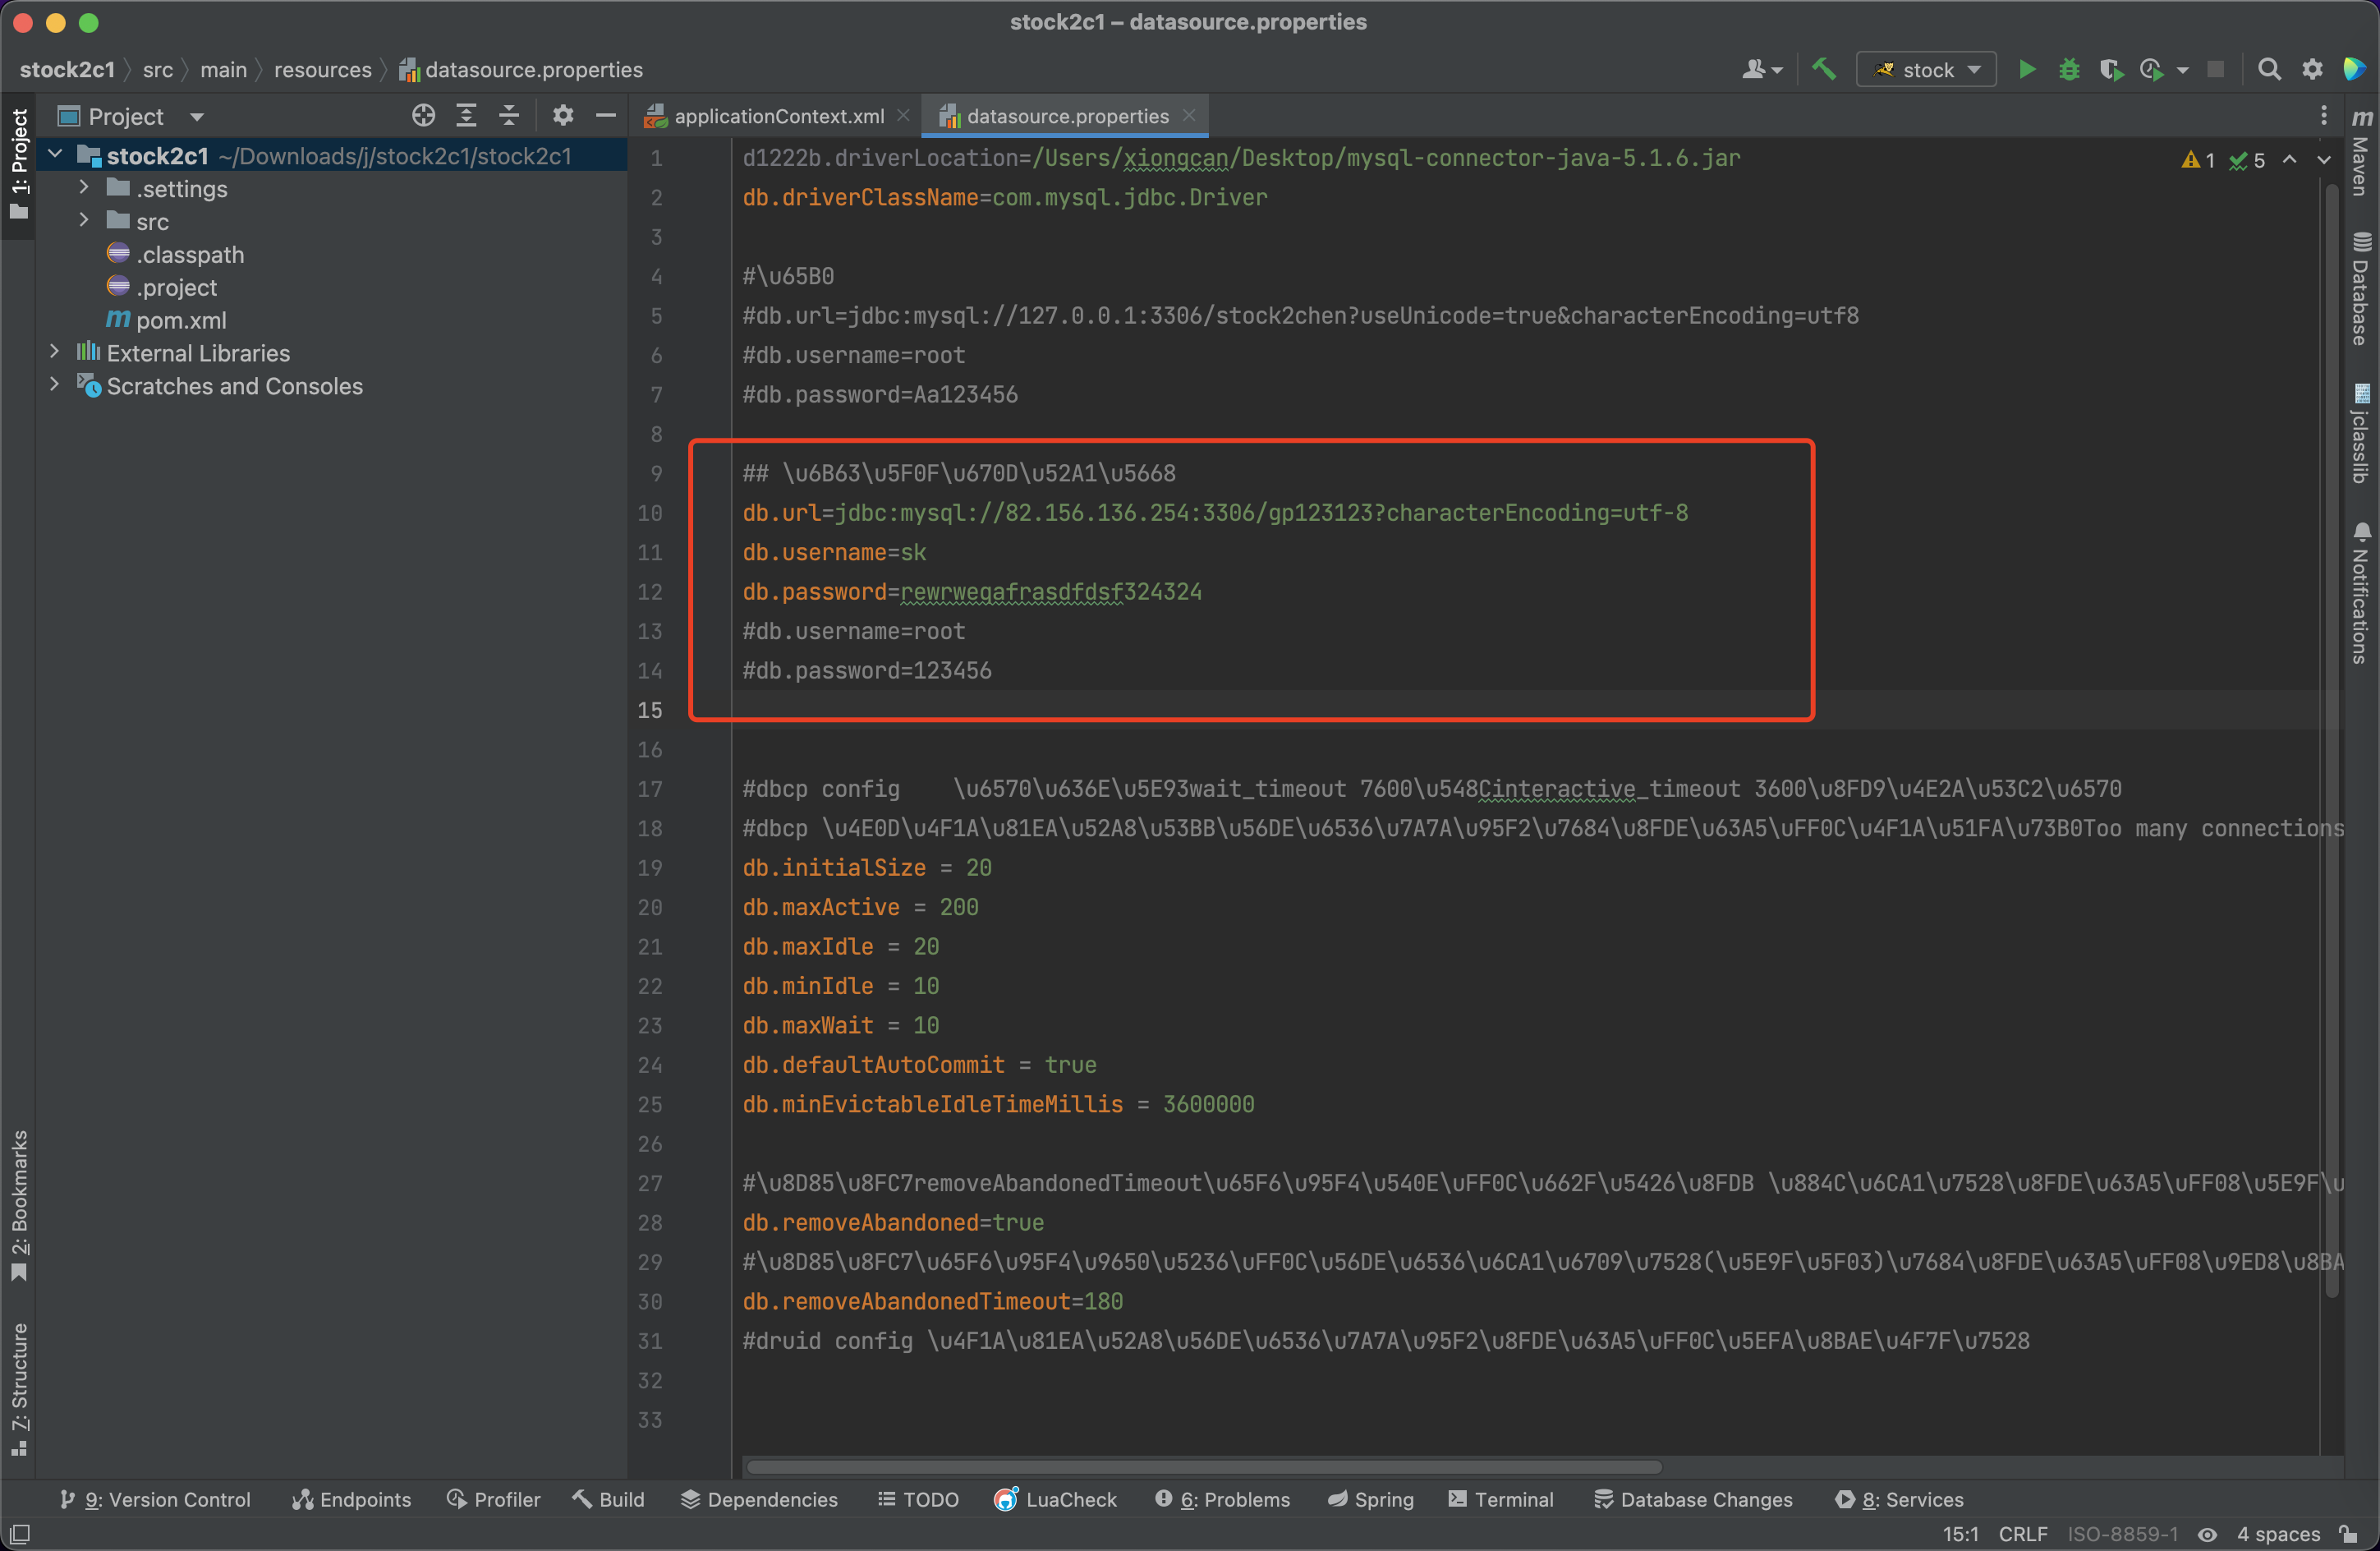 stock2c1 – datasource.properties
stock2c1 src main resources datasource.properties
stock
Project
applicationContext.xml
datasource.properties
1: Project
stock2c1 ~/Downloads/j/stock2c1/stock2c1
.settings
src
.classpath
.project
pom.xml
External Libraries
Scratches and Consoles
1 d1222b.driverLocation=/Users/xiongcan/Desktop/mysql-connector-java-5.1.6.jar
2 db.driverClassName=com.mysql.jdbc.Driver
3
4 #\u65B0
5 #db.url=jdbc:mysql://127.0.0.1:3306/stock2chen?useUnicode=true&characterEncoding=utf8
6 #db.username=root
7 #db.password=Aa123456
8
9 ## \u6B63\u5F0F\u670D\u52A1\u5668
10 db.url=jdbc:mysql://82.156.136.254:3306/gp123123?characterEncoding=utf-8
11 db.username=sk
12 db.password=rewrweqafrasdfdsf324324
13 #db.username=root
14 #db.password=123456
15
16
17 #dbcp config    \u6570\u636E\u5E93wait_timeout 7600\u548Cinteractive_timeout 3600\u8FD9\u4E2A\u53C2\u6570
18 #dbcp \u4E0D\u4F1A\u81EA\u52A8\u53BB\u56DE\u6536\u7A7A\u95F2\u7684\u8FDE\u63A5\uFF0C\u4F1A\u51FA\u73B0Too many connections
19 db.initialSize = 20
20 db.maxActive = 200
21 db.maxIdle = 20
22 db.minIdle = 10
23 db.maxWait = 10
24 db.defaultAutoCommit = true
25 db.minEvictableIdleTimeMillis = 3600000
26
27 #\u8D85\u8FC7removeAbandonedTimeout\u65F6\u95F4\u540E\uFF0C\u662F\u5426\u8FDB \u884C\u6CA1\u7528\u8FDE\u63A5\uFF08\u5E9F\u
28 db.removeAbandoned=true
29 #\u8D85\u8FC7\u65F6\u95F4\u9650\u5236\uFF0C\u56DE\u6536\u6CA1\u6709\u7528(\u5E9F\u5F03)\u7684\u8FDE\u63A5\uFF08\u9ED8\u8BA
30 db.removeAbandonedTimeout=180
31 #druid config \u4F1A\u81EA\u52A8\u56DE\u6536\u7A7A\u95F2\u8FDE\u63A5\uFF0C\u5EFA\u8BAE\u4F7F\u7528
32
33
1 5
Maven
Database
jclasslib
Notifications
2: Bookmarks
7: Structure
9: Version Control Endpoints Profiler Build Dependencies TODO LuaCheck 6: Problems Spring Terminal Database Changes 8: Services
15:1 CRLF ISO-8859-1 4 spaces